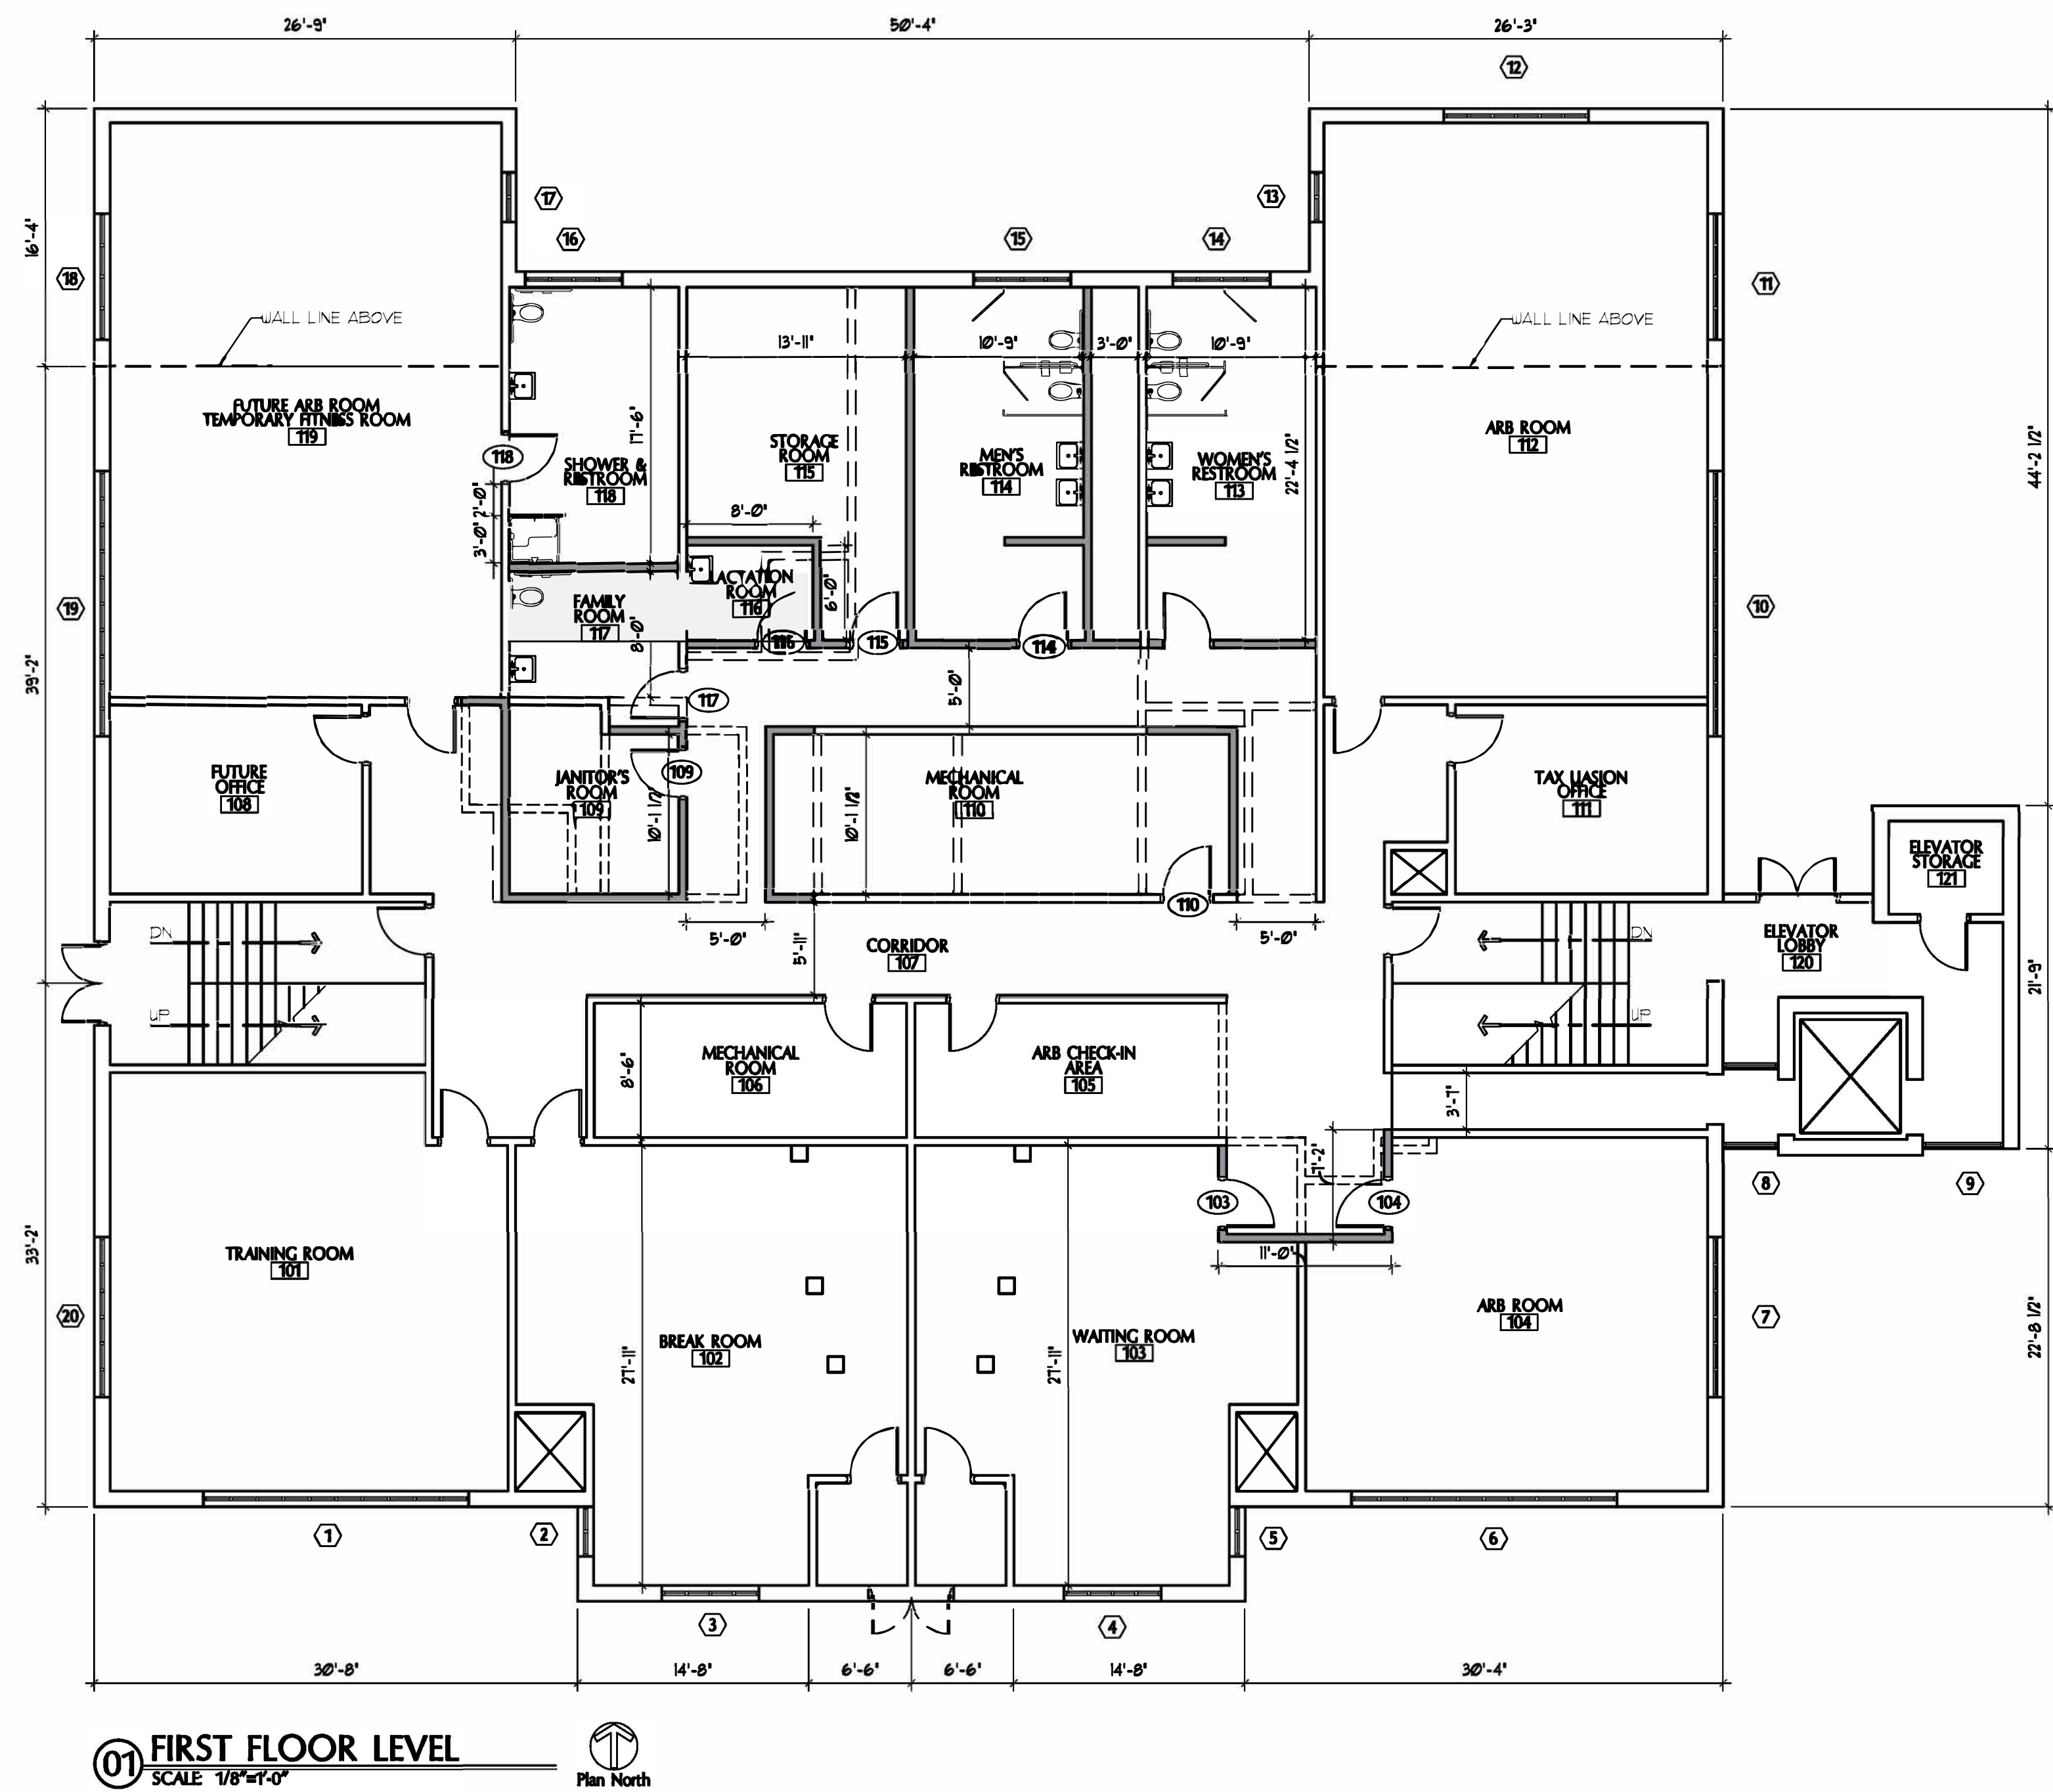 26'-9"
50'-4"
26'-3"
12
17
13
16
15
14
16'-4"
18
11
WALL LINE ABOVE
WALL LINE ABOVE
13'-11"
10'-9"
3'-0"
10'-9"
FUTURE ARB ROOM
TEMPORARY FITNESS ROOM
119
ARB ROOM
112
44'-2 1/2"
17'-6"
118
SHOWER &
RESTROOM
118
STORAGE
ROOM
115
MEN'S
RESTROOM
114
WOMEN'S
RESTROOM
113
22'-4 1/2"
2'-0"
3'-0"
8'-0"
LACTATION
ROOM
116
6'-0"
FAMILY
ROOM
117
8'-0"
116
115
114
19
10
39'-2"
117
5'-0"
FUTURE
OFFICE
108
JANITOR'S
ROOM
109
10'-1 1/2"
109
10'-1 1/2"
MECHANICAL
ROOM
110
110
OFFICE
111
ELEVATOR
STORAGE
121
DN
UP
5'-0"
5'-11"
CORRIDOR
107
5'-0"
DN
UP
ELEVATOR
LOBBY
120
21'-9"
8'-6"
MECHANICAL
ROOM
106
ARB CHECK-IN
AREA
105
3'-7"
7'-2"
103
104
8
9
33'-2"
TRAINING ROOM
101
11'-0"
20
BREAK ROOM
102
27'-11"
WAITING ROOM
103
27'-11"
ARB ROOM
104
7
22'-8 1/2"
1
2
5
6
3
4
30'-8"
14'-8"
6'-6"
6'-6"
14'-8"
30'-4"
01
FIRST FLOOR LEVEL
SCALE: 1/8"=1'-0"
Plan North